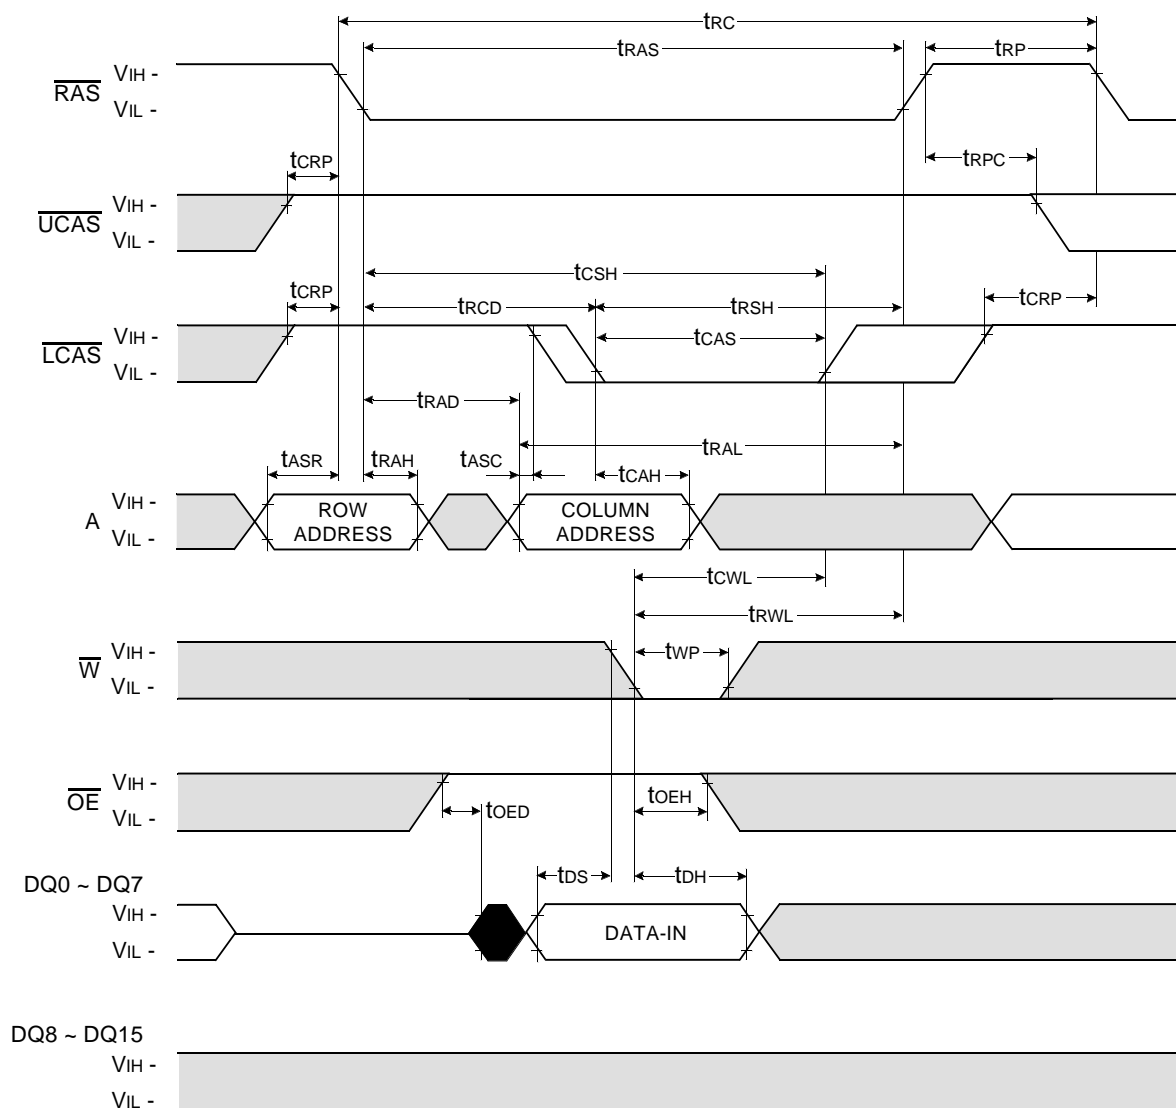 tRC
tRAS
tRP
RAS
VIH -
VIL -
tCRP
tRPC
UCAS
VIH -
VIL -
tCSH
tCRP
tRCD
tRSH
tCRP
LCAS
VIH -
VIL -
tCAS
tRAD
tRAL
tASR
tRAH
tASC
tCAH
A
VIH -
VIL -
ROW
ADDRESS
COLUMN
ADDRESS
tCWL
tRWL
W
VIH -
VIL -
tWP
OE
VIH -
VIL -
tOED
tOEH
DQ0 ~ DQ7
VIH -
VIL -
tDS
tDH
DATA-IN
DQ8 ~ DQ15
VIH -
VIL -